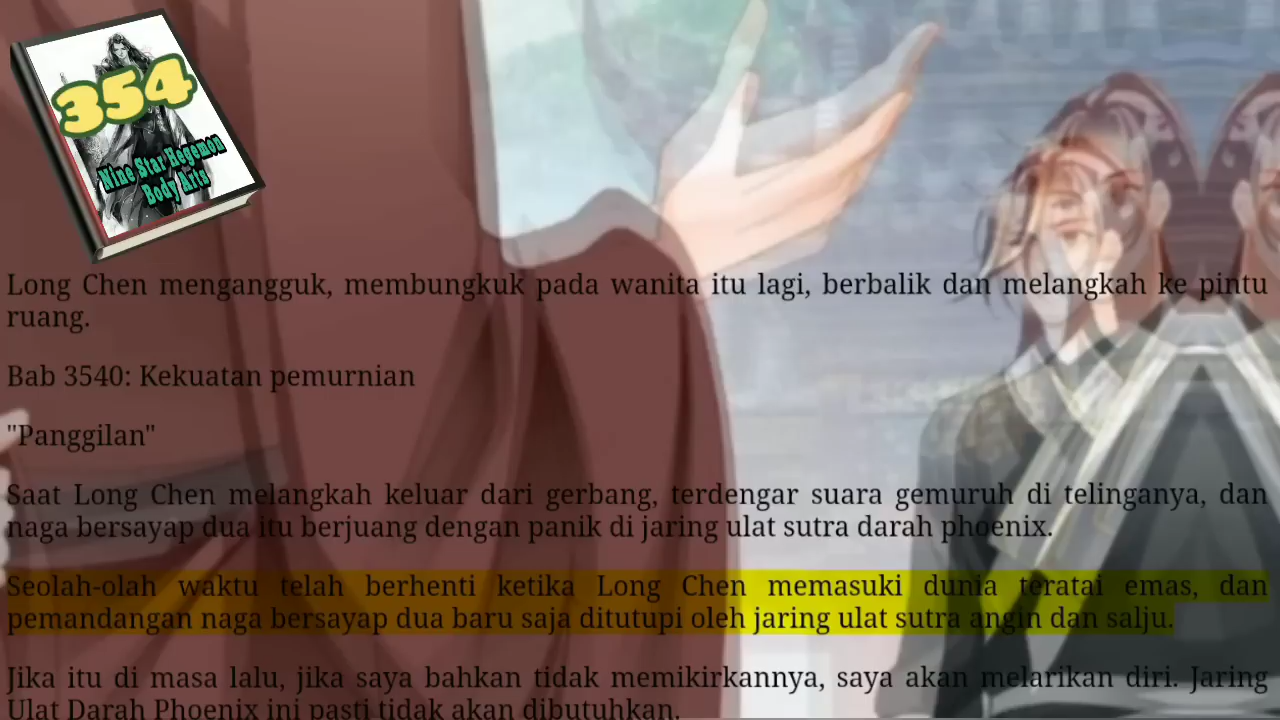 354
Nine Star Hegemon
Body Arts
Long Chen mengangguk, membungkuk pada wanita itu lagi, berbalik dan melangkah ke pintu
ruang.
Bab 3540: Kekuatan pemurnian
"Panggilan"
Saat Long Chen melangkah keluar dari gerbang, terdengar suara gemuruh di telinganya, dan
naga bersayap dua itu berjuang dengan panik di jaring ulat sutra darah phoenix.
Seolah-olah waktu telah berhenti ketika Long Chen memasuki dunia teratai emas, dan
pemandangan naga bersayap dua baru saja ditutupi oleh jaring ulat sutra angin dan salju.
Jika itu di masa lalu, jika saya bahkan tidak memikirkannya, saya akan melarikan diri. Jaring
Ulat Darah Phoenix ini pasti tidak akan dibutuhkan.